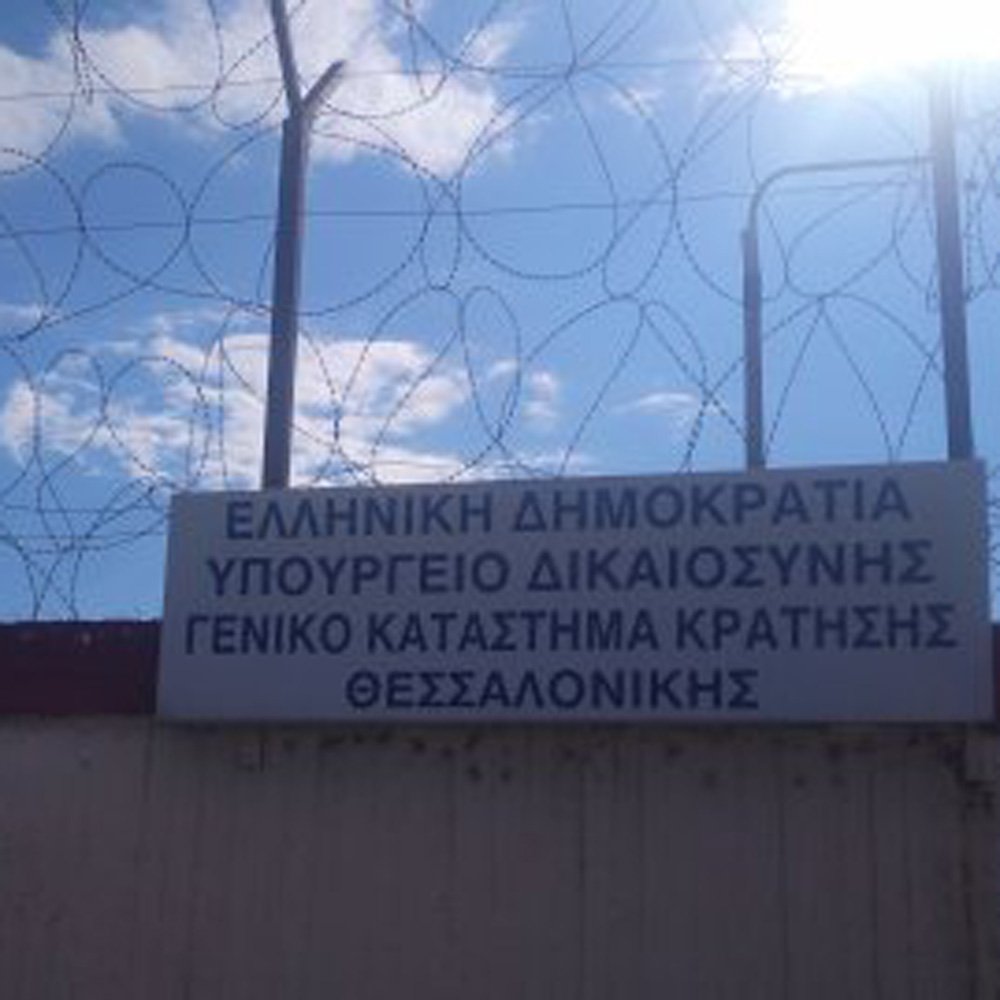 ΕΛΛΗΝΙΚΗ ΔΗΜΟΚΡΑΤΙΑ
ΥΠΟΥΡΓΕΙΟ ΔΙΚΑΙΟΣΥΝΗΣ
ΓΕΝΙΚΟ ΚΑΤΑΣΤΗΜΑ ΚΡΑΤΗΣΗΣ
ΘΕΣΣΑΛΟΝΙΚΗΣ